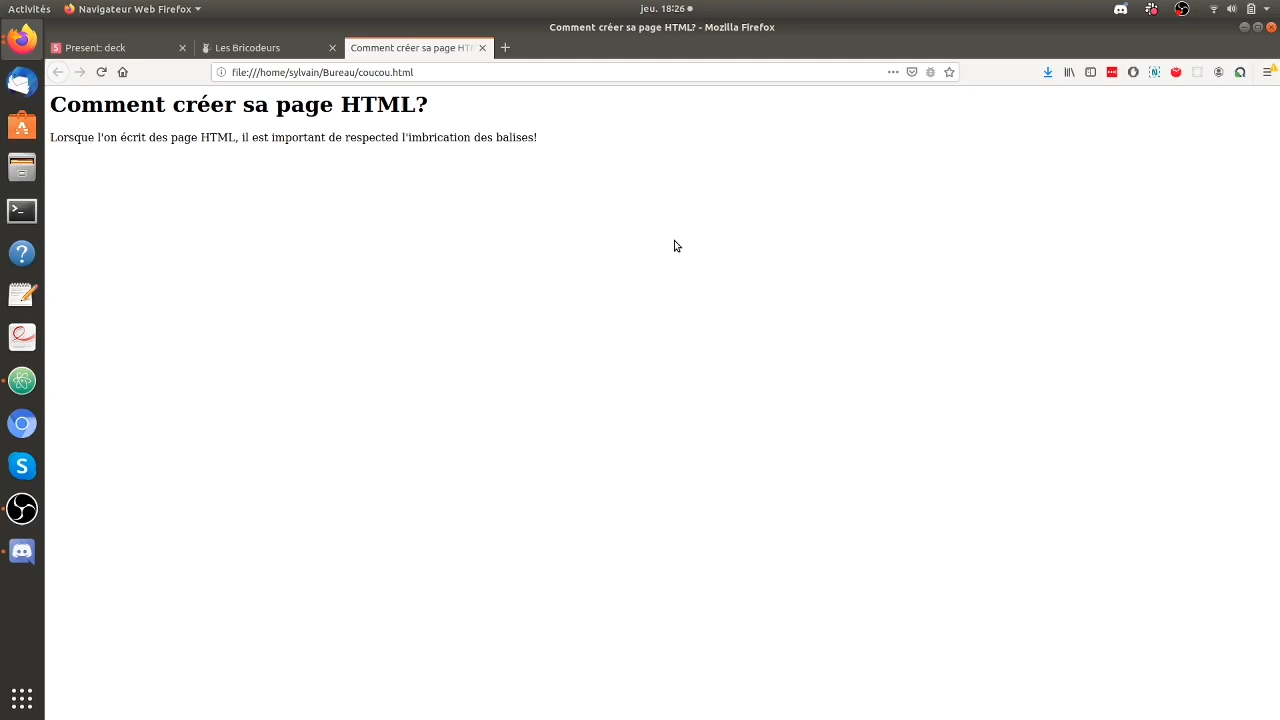 Activités Navigateur Web Firefox jeu. 18:26
Comment créer sa page HTML? - Mozilla Firefox
Present: deck Les Bricodeurs Comment créer sa page HTM
file:///home/sylvain/Bureau/coucou.html
Comment créer sa page HTML?
Lorsque l'on écrit des page HTML, il est important de respected l'imbrication des balises!